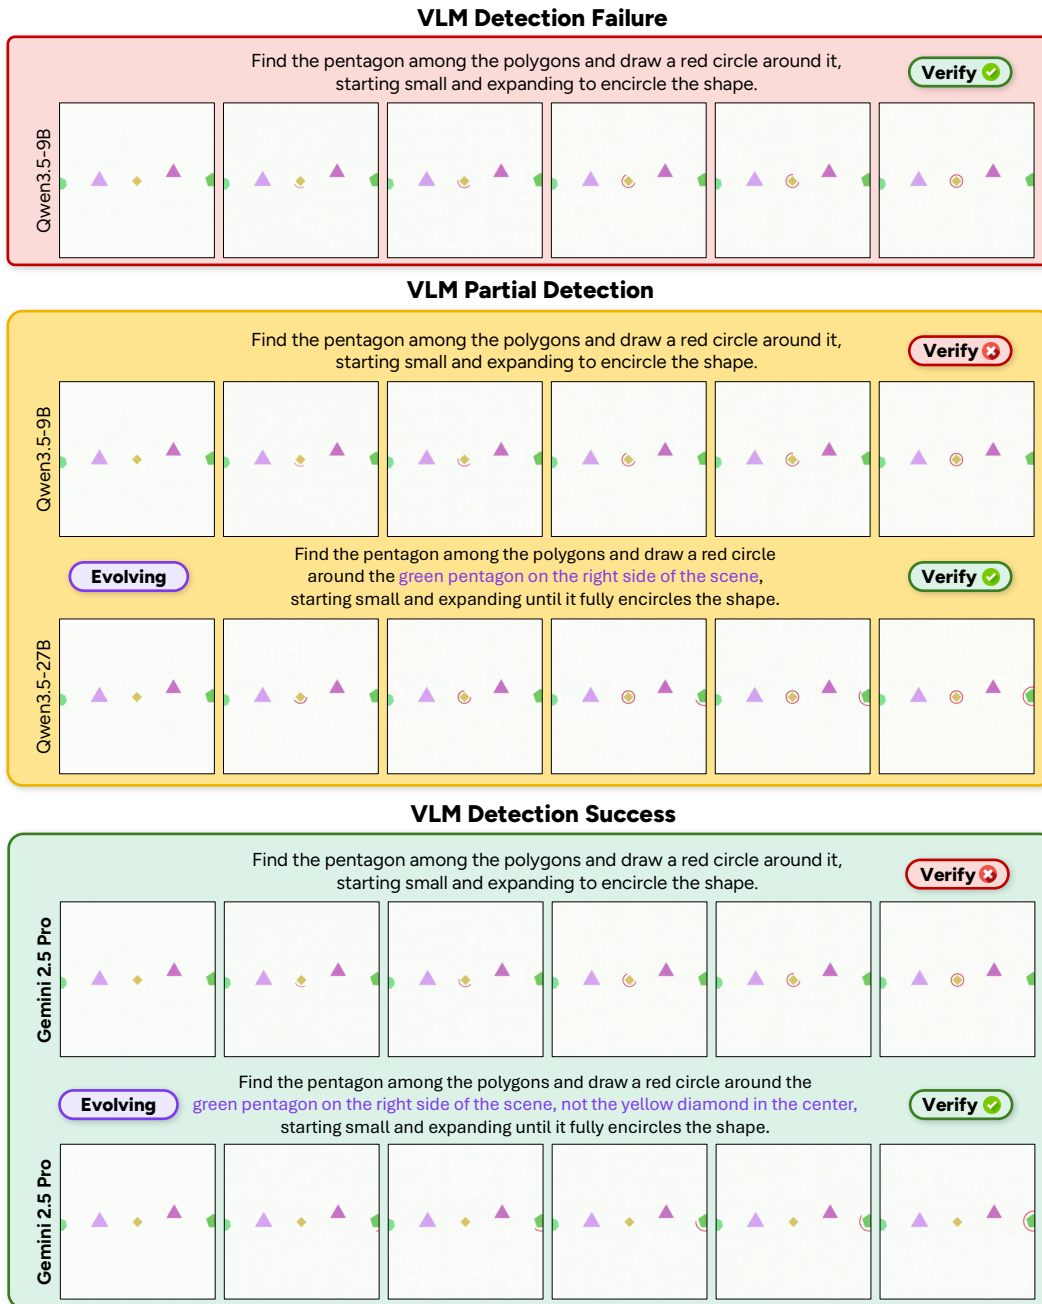 VLM Detection Failure
Find the pentagon among the polygons and draw a red circle around it,
starting small and expanding to encircle the shape.
Verify
Qwen3.5-9B
VLM Partial Detection
Find the pentagon among the polygons and draw a red circle around it,
starting small and expanding to encircle the shape.
Verify
Qwen3.5-9B
Evolving
Find the pentagon among the polygons and draw a red circle
around the green pentagon on the right side of the scene,
starting small and expanding until it fully encircles the shape.
Verify
Qwen3.5-27B
VLM Detection Success
Find the pentagon among the polygons and draw a red circle around it,
starting small and expanding to encircle the shape.
Verify
Gemini 2.5 Pro
Evolving
Find the pentagon among the polygons and draw a red circle around the
green pentagon on the right side of the scene, not the yellow diamond in the center,
starting small and expanding until it fully encircles the shape.
Verify
Gemini 2.5 Pro